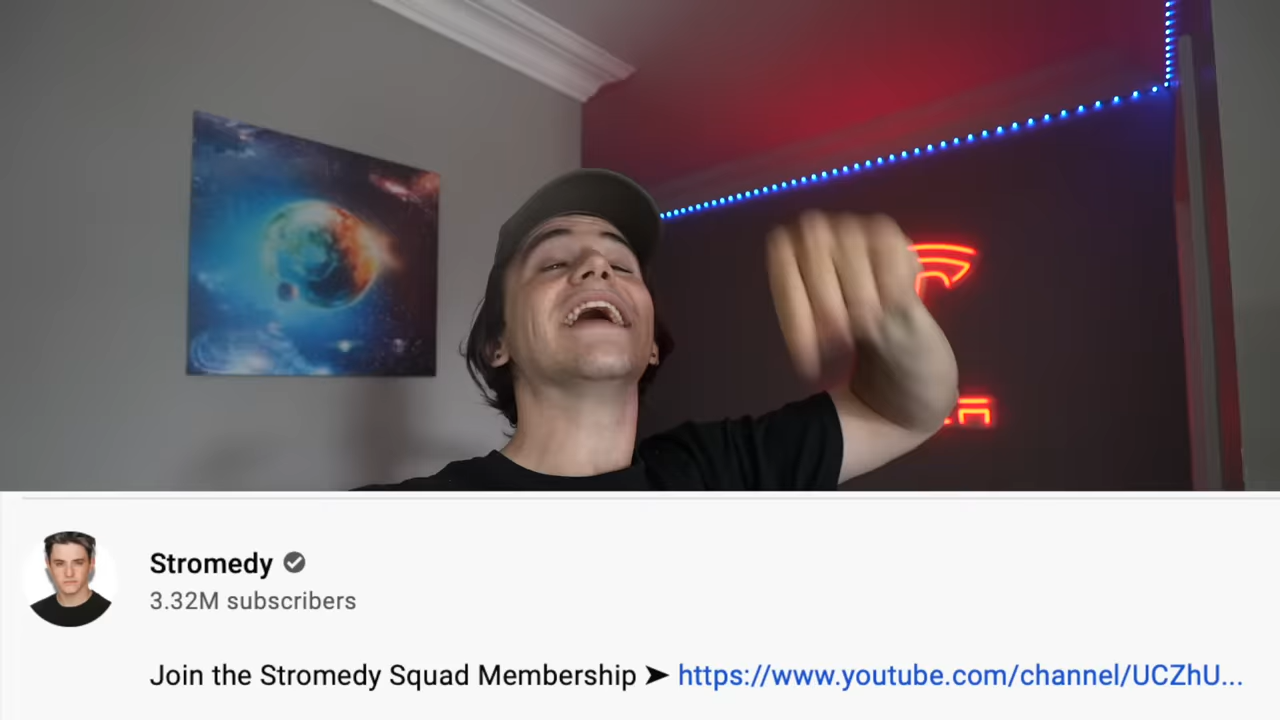 Stromedy
3.32M subscribers
Join the Stromedy Squad Membership ➤ https://www.youtube.com/channel/UCZhU...